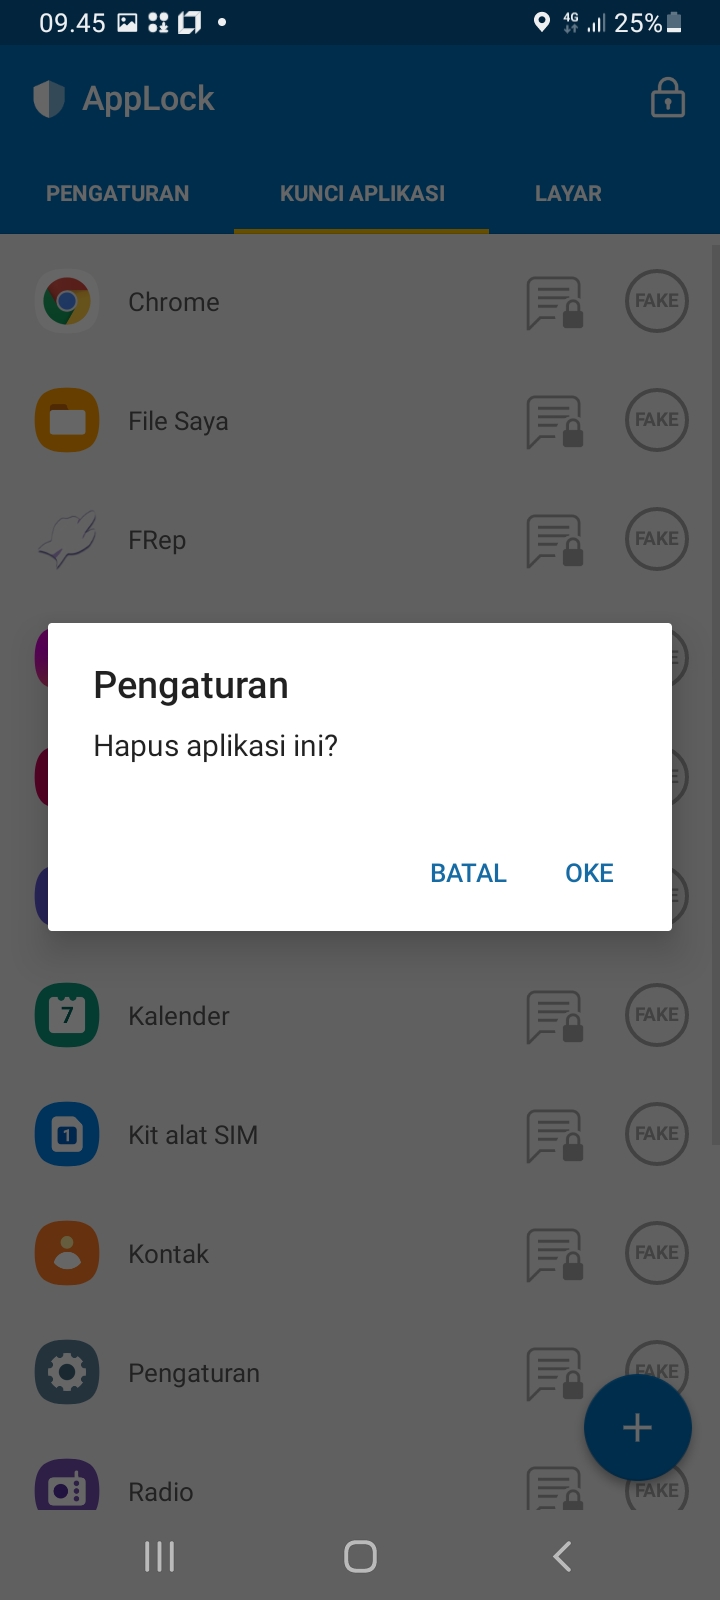 09.45
4G
25%
AppLock
PENGATURAN
KUNCI APLIKASI
LAYAR
Chrome
FAKE
File Saya
FAKE
FRep
FAKE
Pengaturan
Hapus aplikasi ini?
BATAL
OKE
7
Kalender
FAKE
1
Kit alat SIM
FAKE
Kontak
FAKE
Pengaturan
FAKE
Radio
FAKE